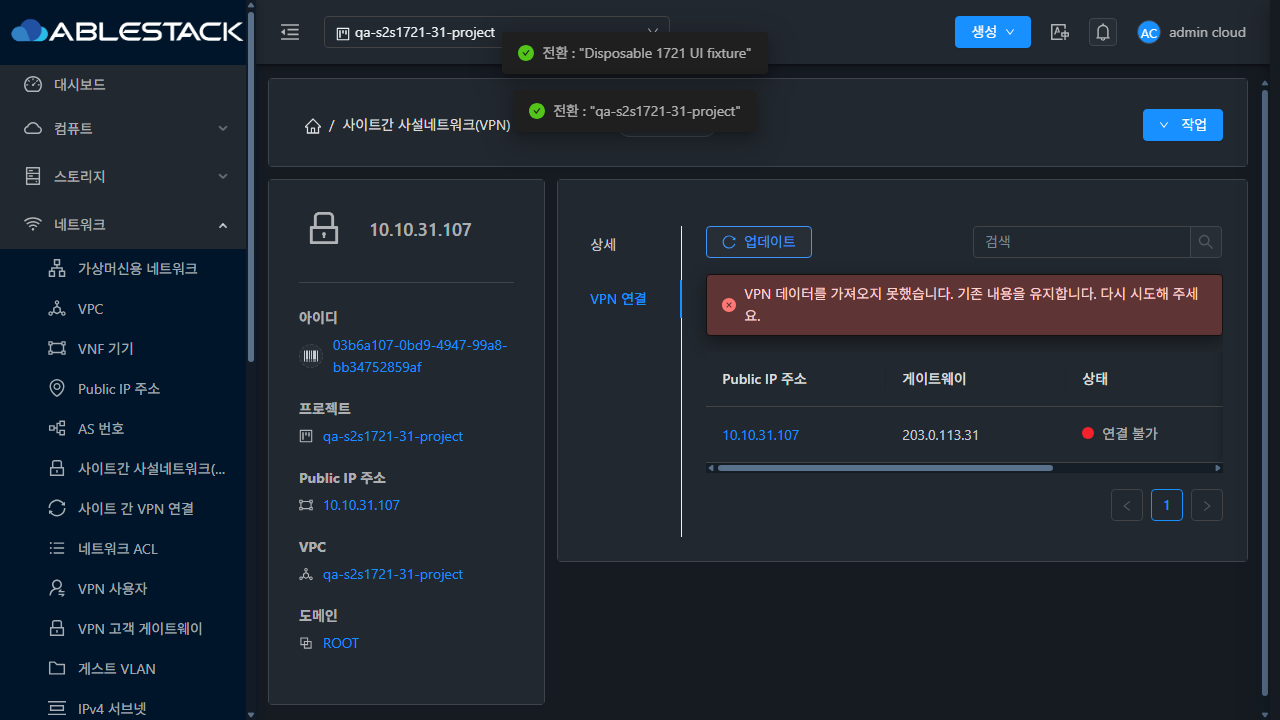 ABLESTACK
qa-s2s1721-31-project
생성
AC
admin cloud
전환 : "Disposable 1721 UI fixture"
전환 : "qa-s2s1721-31-project"
대시보드
컴퓨트
스토리지
네트워크
가상머신용 네트워크
VPC
VNF 기기
Public IP 주소
AS 번호
사이트간 사설네트워크(...
사이트 간 VPN 연결
네트워크 ACL
VPN 사용자
VPN 고객 게이트웨이
게스트 VLAN
IPv4 서브넷
/ 사이트간 사설네트워크(VPN)
작업
10.10.31.107
아이디
03b6a107-0bd9-4947-99a8-
bb34752859af
프로젝트
qa-s2s1721-31-project
Public IP 주소
10.10.31.107
VPC
qa-s2s1721-31-project
도메인
ROOT
상세
VPN 연결
업데이트
검색
VPN 데이터를 가져오지 못했습니다. 기존 내용을 유지합니다. 다시 시도해 주세
요.
Public IP 주소 게이트웨이 상태
10.10.31.107 203.0.113.31 연결 불가
1